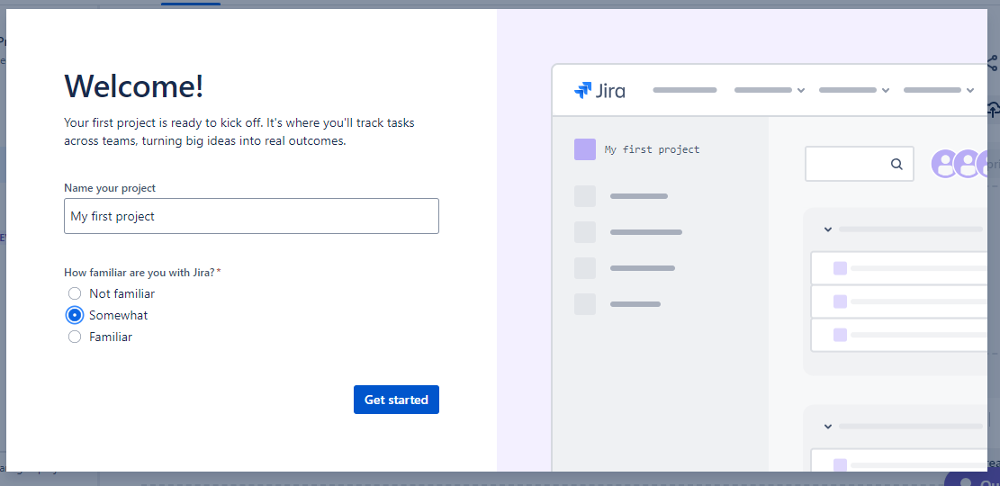 Welcome!
Your first project is ready to kick off. It's where you'll track tasks
across teams, turning big ideas into real outcomes.
Name your project
My first project
How familiar are you with Jira?*
Not familiar
Somewhat
Familiar
Get started
Jira
My first project